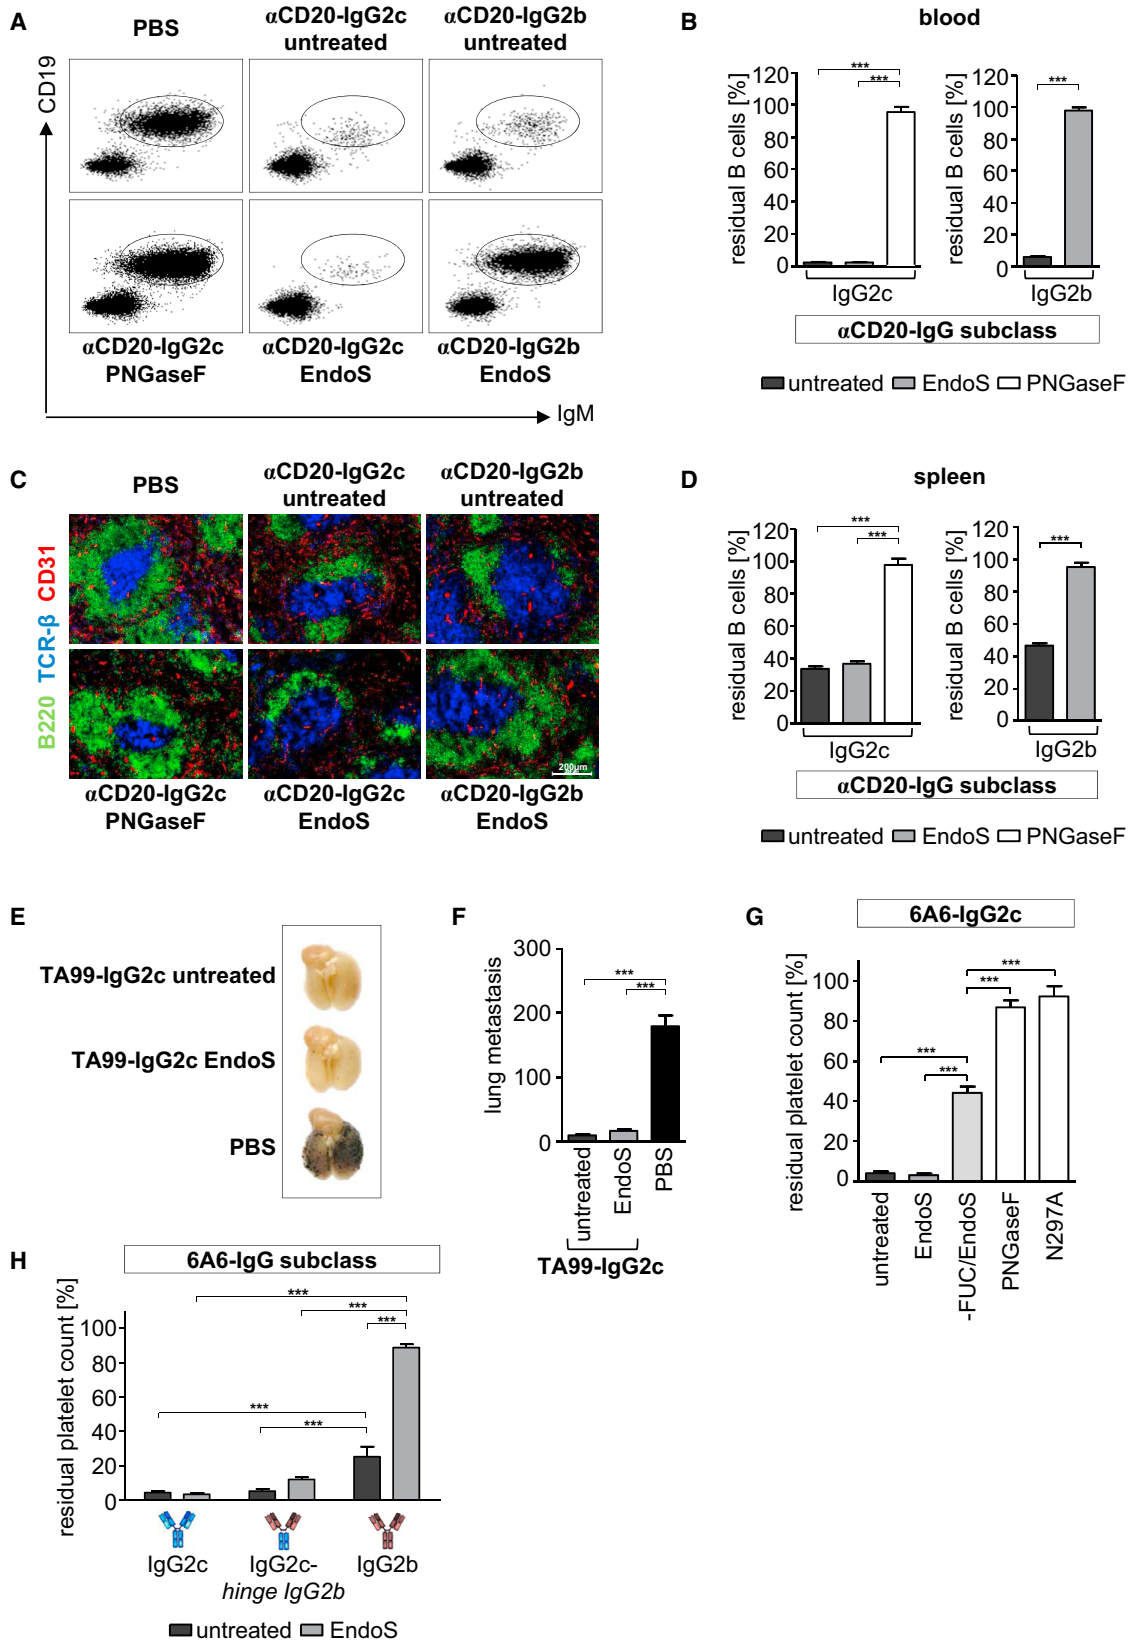 A
PBS
αCD20-IgG2c
untreated
αCD20-IgG2b
untreated
CD19
αCD20-IgG2c
PNGaseF
αCD20-IgG2c
EndoS
αCD20-IgG2b
EndoS
IgM
B
blood
residual B cells [%]
120
100
80
60
40
20
0
***
***
IgG2c
residual B cells [%]
120
100
80
60
40
20
0
***
IgG2b
αCD20-IgG subclass
untreated EndoS PNGaseF
C
PBS
αCD20-IgG2c
untreated
αCD20-IgG2b
untreated
B220 TCR-β CD31
200µm
αCD20-IgG2c
PNGaseF
αCD20-IgG2c
EndoS
αCD20-IgG2b
EndoS
D
spleen
residual B cells [%]
120
100
80
60
40
20
0
***
***
IgG2c
residual B cells [%]
120
100
80
60
40
20
0
***
IgG2b
αCD20-IgG subclass
untreated EndoS PNGaseF
E
TA99-IgG2c untreated
TA99-IgG2c EndoS
PBS
F
lung metastasis
300
200
100
0
***
***
untreated
EndoS
PBS
TA99-IgG2c
G
6A6-IgG2c
residual platelet count [%]
100
80
60
40
20
0
***
***
***
***
untreated
EndoS
-FUC/EndoS
PNGaseF
N297A
H
6A6-IgG subclass
residual platelet count [%]
100
80
60
40
20
0
***
***
***
***
***
IgG2c
IgG2c-
hinge IgG2b
IgG2b
untreated EndoS